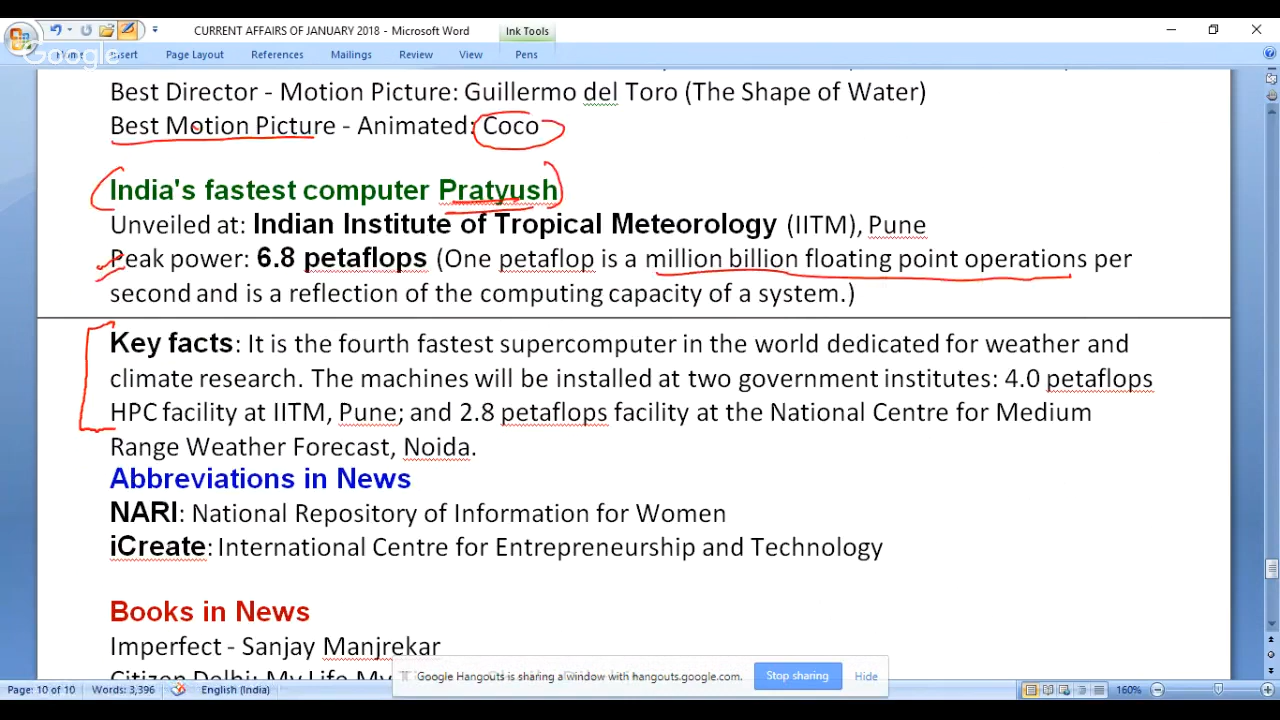 CURRENT AFFAIRS OF JANUARY 2018 - Microsoft Word
Ink Tools
Google
Insert
Page Layout
References
Mailings
Review
View
Pens
Best Director - Motion Picture: Guillermo del Toro (The Shape of Water)
Best Motion Picture - Animated: Coco
India's fastest computer Pratyush
Unveiled at: Indian Institute of Tropical Meteorology (IITM), Pune
Peak power: 6.8 petaflops (One petaflop is a million billion floating point operations per
second and is a reflection of the computing capacity of a system.)
Key facts: It is the fourth fastest supercomputer in the world dedicated for weather and
climate research. The machines will be installed at two government institutes: 4.0 petaflops
HPC facility at IITM, Pune; and 2.8 petaflops facility at the National Centre for Medium
Range Weather Forecast, Noida.
Abbreviations in News
NARI: National Repository of Information for Women
iCreate: International Centre for Entrepreneurship and Technology
Books in News
Imperfect - Sanjay Manjrekar
Citizen Delhi: My Life My
Google Hangouts is sharing a window with hangouts.google.com.
Stop sharing
Hide
Page: 10 of 10
Words: 3,396
English (India)
160%